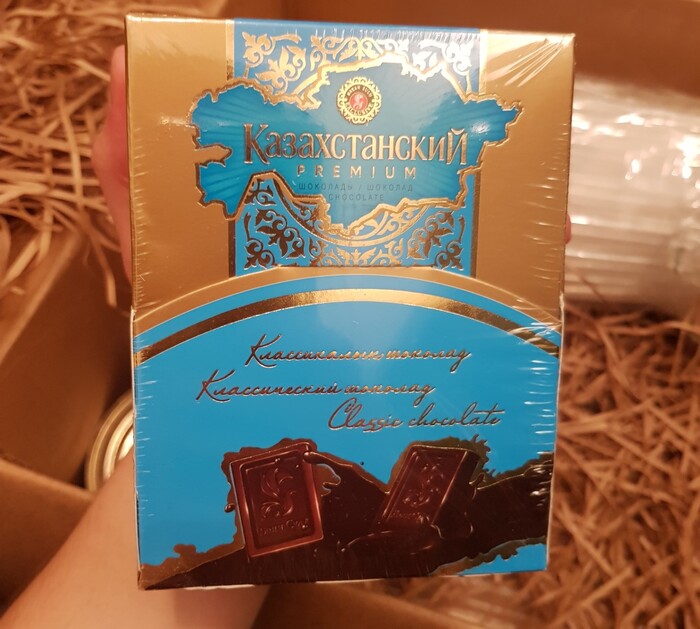 Казахстанский
PREMIUM
ШОКОЛАДЫ / ШОКОЛАД
CHOCOLATE
Классикалық шоколад
Классический шоколад
Classic chocolate